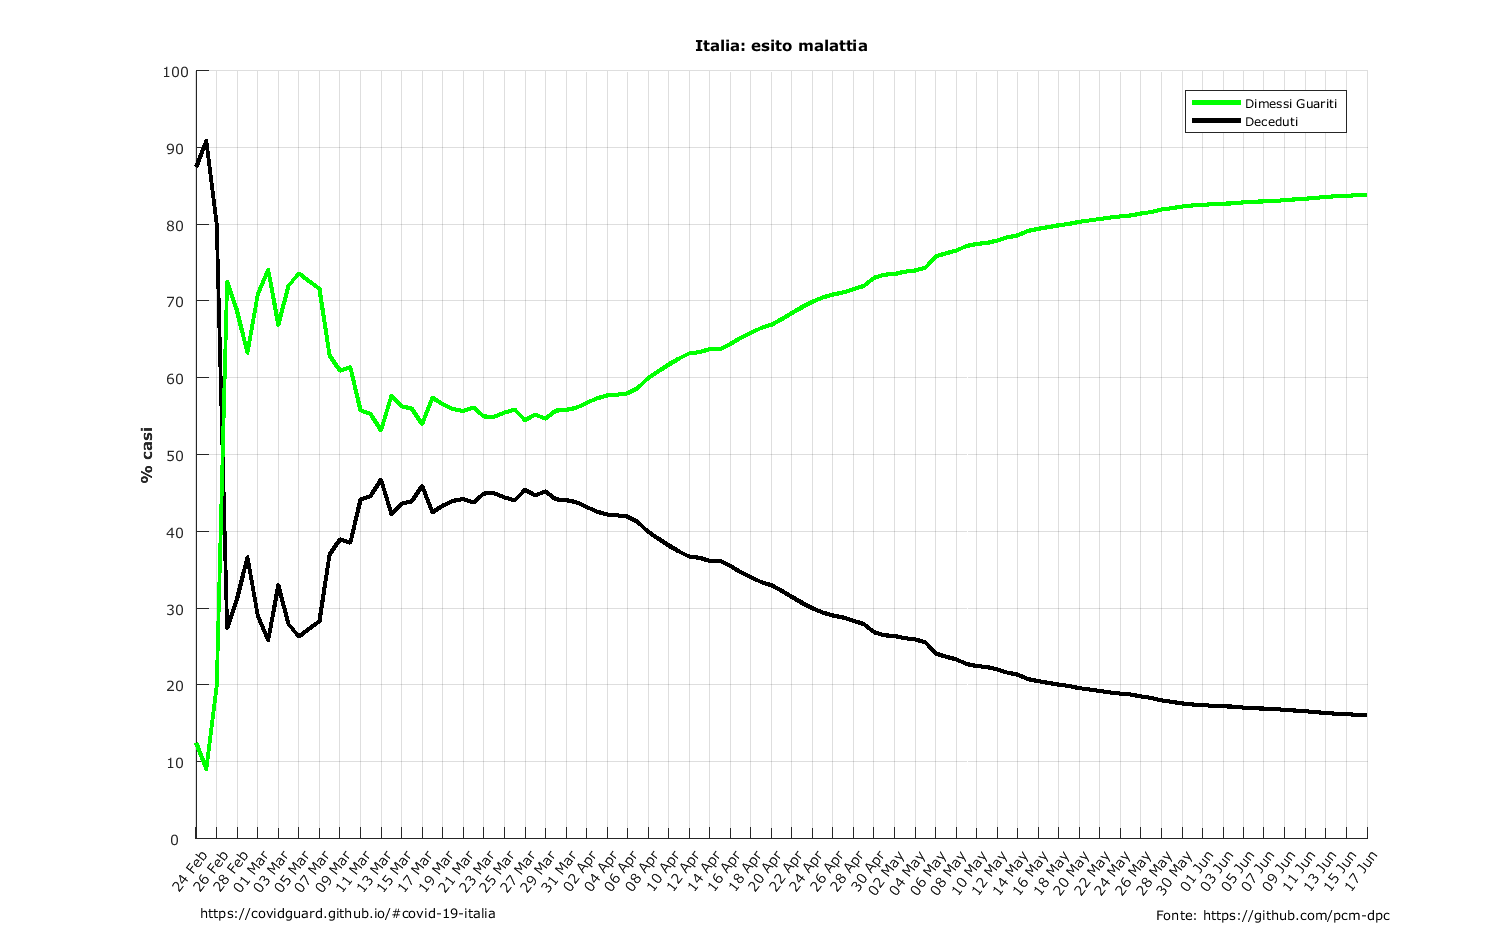 Italia: esito malattia
Dimessi Guariti
Deceduti
% casi
100
90
80
70
60
50
40
30
20
10
0
24 Feb
26 Feb
28 Feb
01 Mar
03 Mar
05 Mar
07 Mar
09 Mar
11 Mar
13 Mar
15 Mar
17 Mar
19 Mar
21 Mar
23 Mar
25 Mar
27 Mar
29 Mar
31 Mar
02 Apr
04 Apr
06 Apr
08 Apr
10 Apr
12 Apr
14 Apr
16 Apr
18 Apr
20 Apr
22 Apr
24 Apr
26 Apr
28 Apr
30 Apr
02 May
04 May
06 May
08 May
10 May
12 May
14 May
16 May
18 May
20 May
22 May
24 May
26 May
28 May
30 May
01 Jun
03 Jun
05 Jun
07 Jun
09 Jun
11 Jun
13 Jun
15 Jun
17 Jun
https://covidguard.github.io/#covid-19-italia
Fonte: https://github.com/pcm-dpc